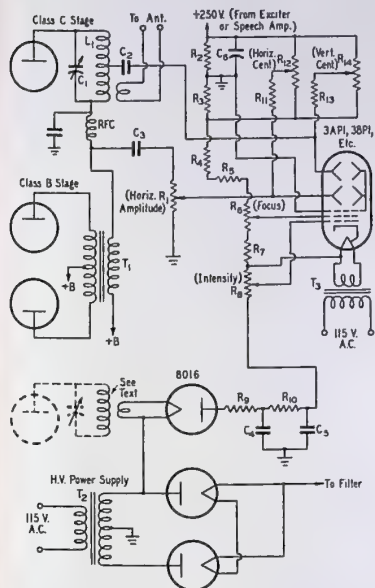 Class C Stage
To Ant.
+250 V. (From Exciter
or Speech Amp.)
L₁
C₂
C₁
RFC
C₃
R₂
C₆
(Horiz.
Cent)
R₁₂
(Vert.
Cent)
R₁₄
R₃
R₁₁
R₁₃
3AP1, 3BP1,
Etc.
R₄
R₅
(Horiz. R₁
Amplitude)
R₆
(Focus)
Class B Stage
T₁
+B
+B
R₇
(Intensity)
R₈
T₃
115 V.
A.C.
See
Text
8016
R₉
R₁₀
C₄
C₅
H.V. Power Supply
T₂
115 V.
A.C.
To Filter